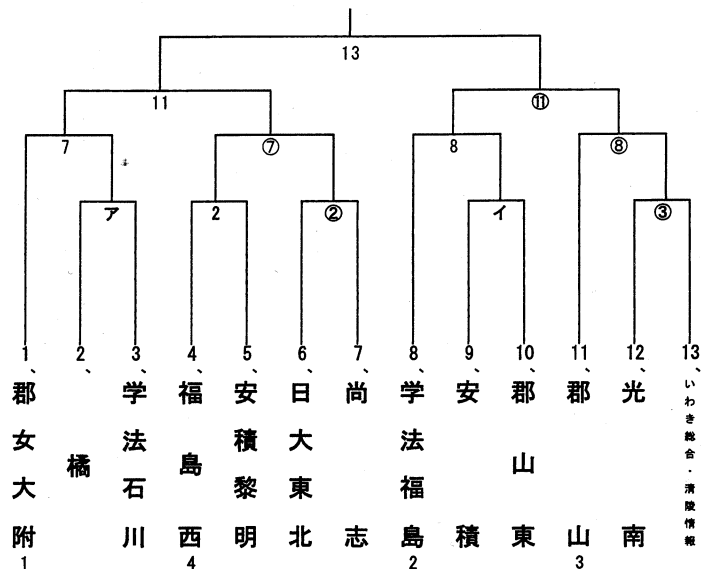 13
11 ⑪
7 ⑦ 8 ⑧
ア 2 ② イ ③
1、郡女大附
2、橘
3、学法石川
4、福島西
5、安積黎明
6、日大東北
7、尚志
8、学法福島
9、安積
10、郡山東
11、郡山
12、光南
13、いわき総合・清陵情報
1 4 2 3